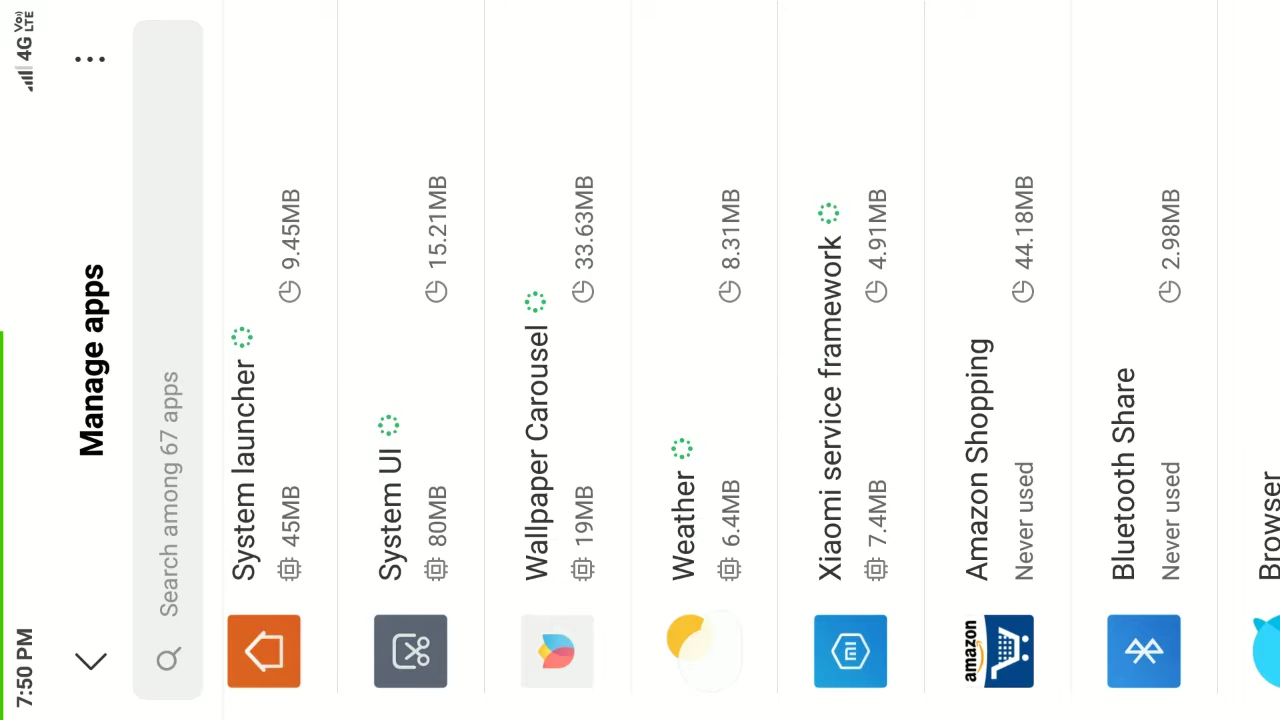 7:50 PM
4G Vo) LTE
Manage apps
Search among 67 apps
System launcher
45MB 9.45MB
System UI
80MB 15.21MB
Wallpaper Carousel
19MB 33.63MB
Weather
6.4MB 8.31MB
Xiaomi service framework
7.4MB 4.91MB
amazon
Amazon Shopping
Never used 44.18MB
Bluetooth Share
Never used 2.98MB
Browser